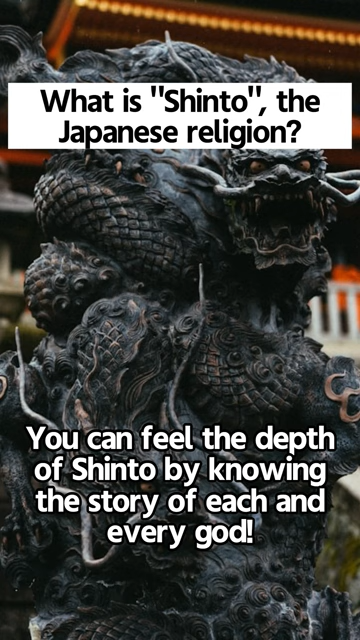 What is "Shinto", the
Japanese religion?
You can feel the depth
of Shinto by knowing
the story of each and
every god!